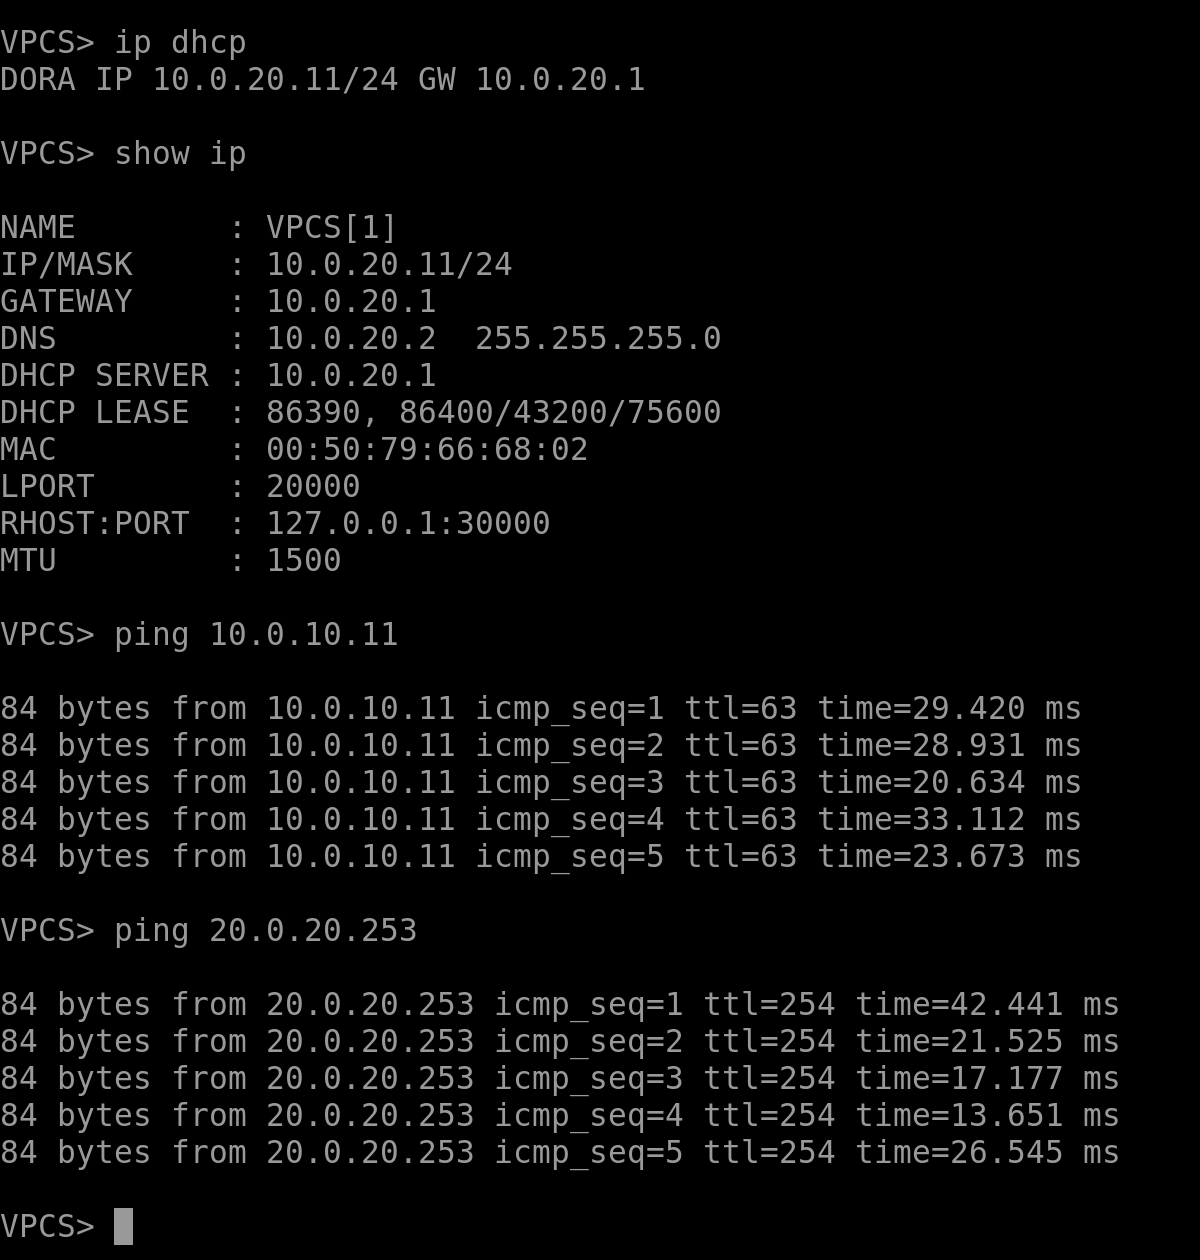 VPCS> ip dhcp
DORA IP 10.0.20.11/24 GW 10.0.20.1
VPCS> show ip
NAME        : VPCS[1]
IP/MASK     : 10.0.20.11/24
GATEWAY     : 10.0.20.1
DNS         : 10.0.20.2  255.255.255.0
DHCP SERVER : 10.0.20.1
DHCP LEASE  : 86390, 86400/43200/75600
MAC         : 00:50:79:66:68:02
LPORT       : 20000
RHOST:PORT  : 127.0.0.1:30000
MTU         : 1500
VPCS> ping 10.0.10.11
84 bytes from 10.0.10.11 icmp_seq=1 ttl=63 time=29.420 ms
84 bytes from 10.0.10.11 icmp_seq=2 ttl=63 time=28.931 ms
84 bytes from 10.0.10.11 icmp_seq=3 ttl=63 time=20.634 ms
84 bytes from 10.0.10.11 icmp_seq=4 ttl=63 time=33.112 ms
84 bytes from 10.0.10.11 icmp_seq=5 ttl=63 time=23.673 ms
VPCS> ping 20.0.20.253
84 bytes from 20.0.20.253 icmp_seq=1 ttl=254 time=42.441 ms
84 bytes from 20.0.20.253 icmp_seq=2 ttl=254 time=21.525 ms
84 bytes from 20.0.20.253 icmp_seq=3 ttl=254 time=17.177 ms
84 bytes from 20.0.20.253 icmp_seq=4 ttl=254 time=13.651 ms
84 bytes from 20.0.20.253 icmp_seq=5 ttl=254 time=26.545 ms
VPCS>